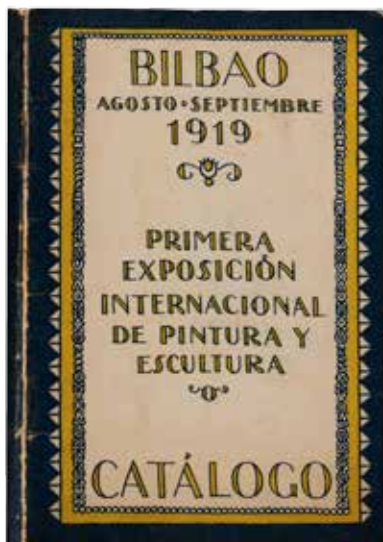 BILBAO
AGOSTO·SEPTIEMBRE
1919
PRIMERA
EXPOSICIÓN
INTERNACIONAL
DE PINTURA Y
ESCULTURA
CATÁLOGO